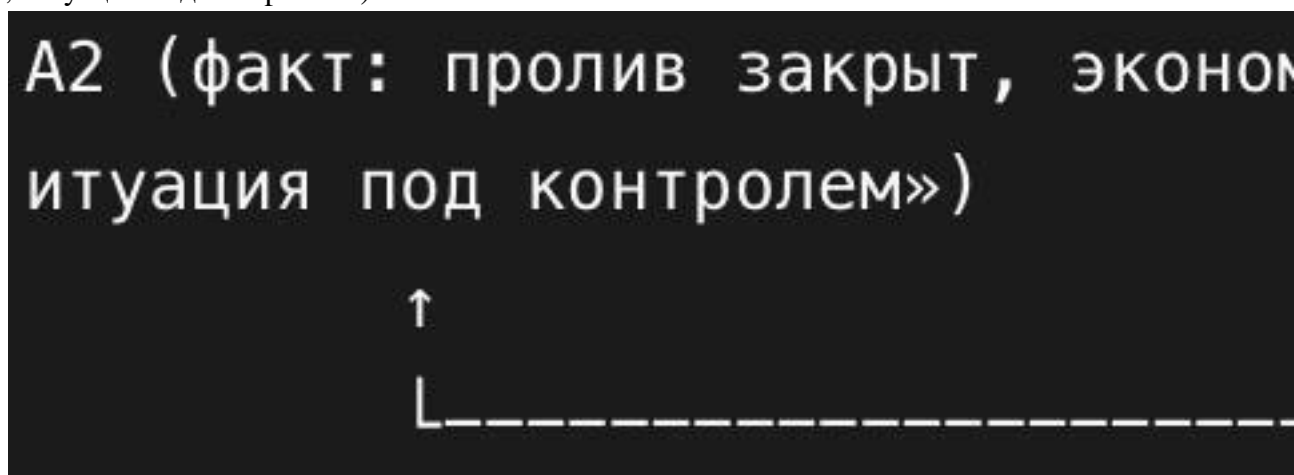 А2 (факт: пролив закрыт, эконом
итуация под контролем»)
↑
└-------------------